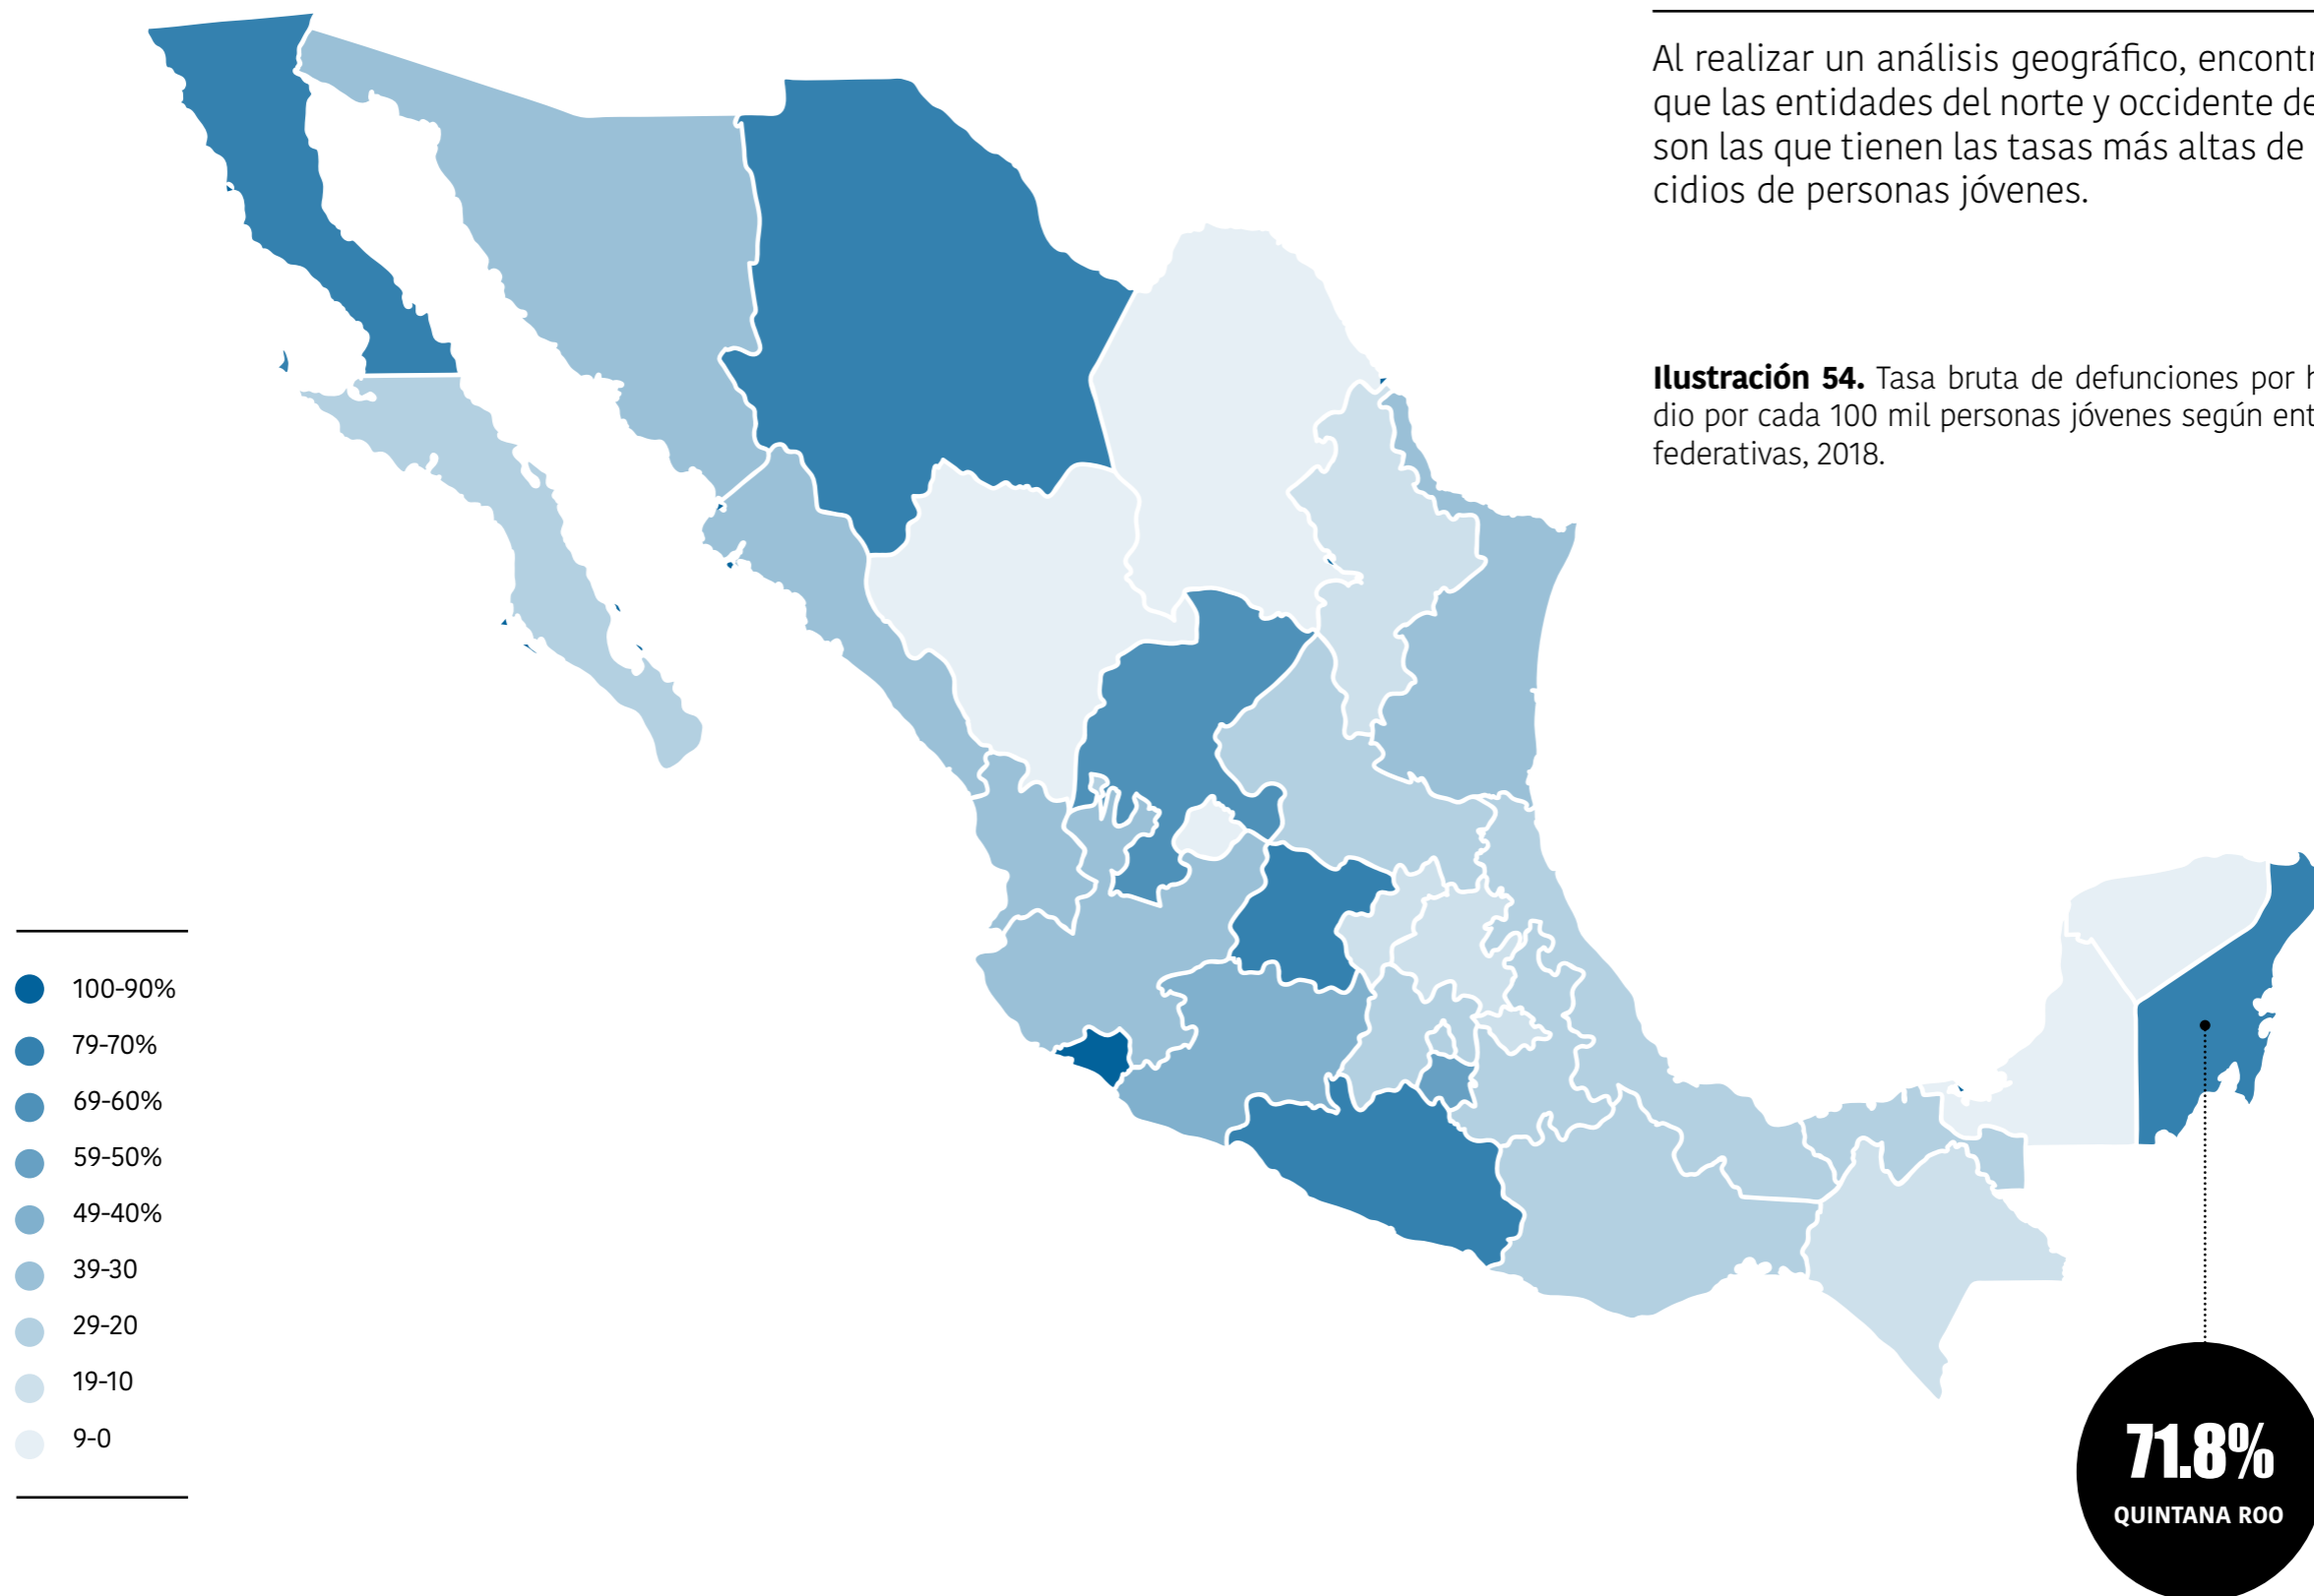 Al realizar un análisis geográfico, encontr
que las entidades del norte y occidente de
son las que tienen las tasas más altas de
cidios de personas jóvenes.
Ilustración 54. Tasa bruta de defunciones por h
dio por cada 100 mil personas jóvenes según ent
federativas, 2018.
100-90%
79-70%
69-60%
59-50%
49-40%
39-30
29-20
19-10
9-0
71.8%
QUINTANA ROO